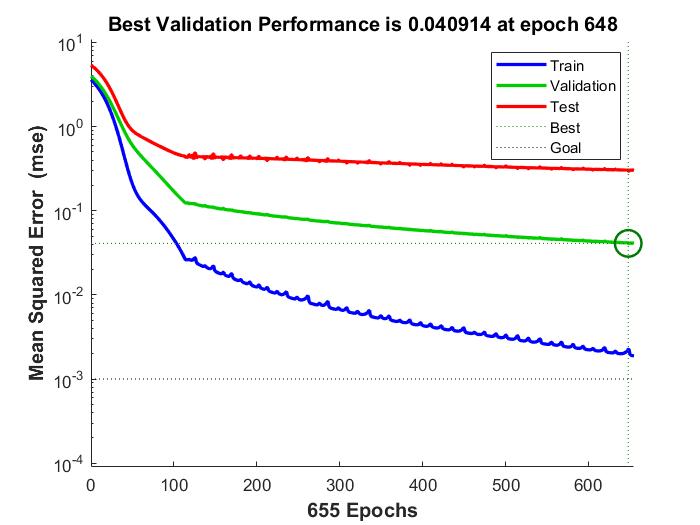 Best Validation Performance is 0.040914 at epoch 648
Mean Squared Error (mse)
10^1
10^0
10^-1
10^-2
10^-3
10^-4
Train
Validation
Test
Best
Goal
0 100 200 300 400 500 600
655 Epochs